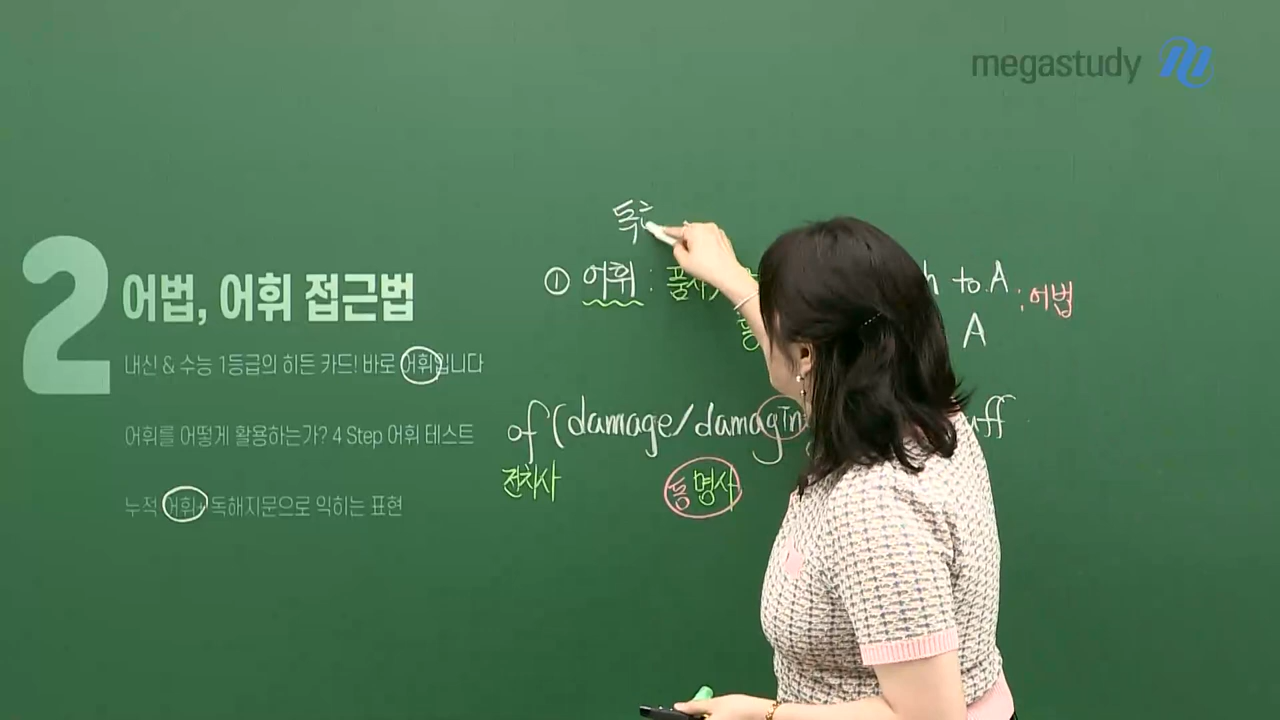 megastudy
2
어법, 어휘 접근법
내신 & 수능 1등급의 히든 카드! 바로 어휘입니다
어휘를 어떻게 활용하는가? 4 Step 어휘 테스트
누적 어휘+ 독해지문으로 익히는 표현
① 어휘 : 품사, to A : 어법
A
of (damage/damagin
전치사 동명사